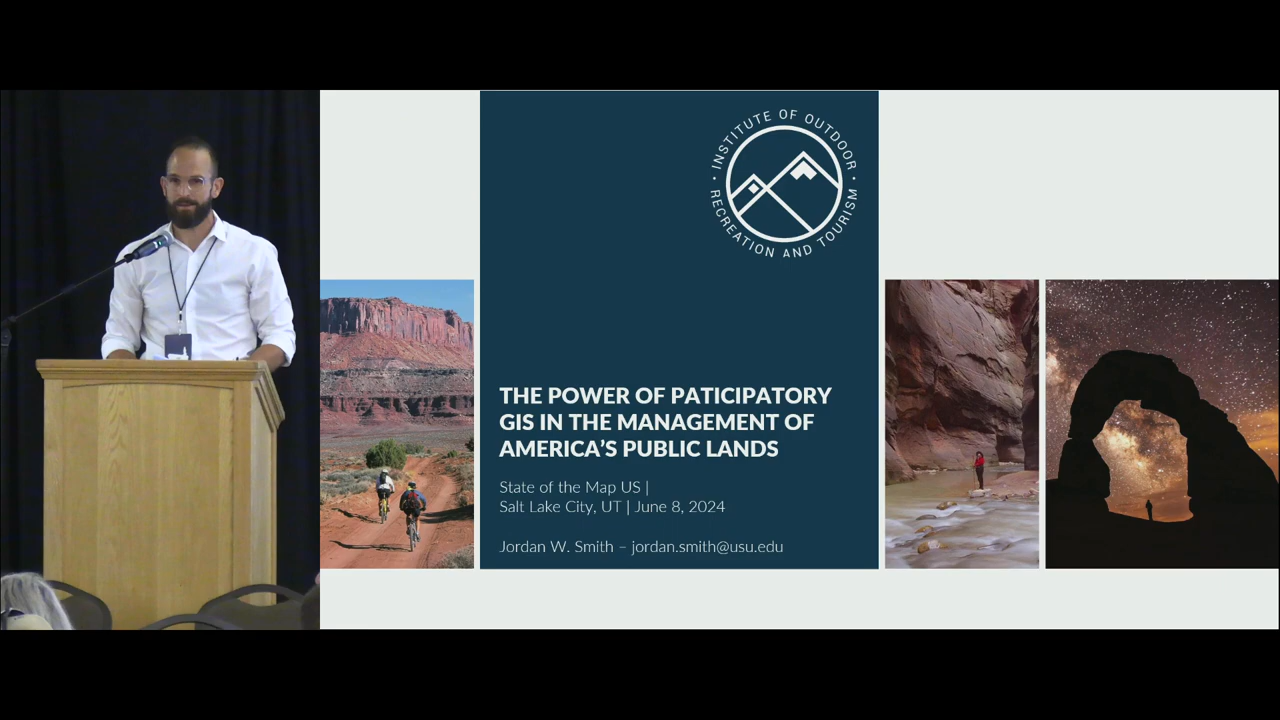 INSTITUTE OF OUTDOOR
RECREATION AND TOURISM
THE POWER OF PATICIPATORY
GIS IN THE MANAGEMENT OF
AMERICA'S PUBLIC LANDS
State of the Map US |
Salt Lake City, UT | June 8, 2024
Jordan W. Smith – jordan.smith@usu.edu